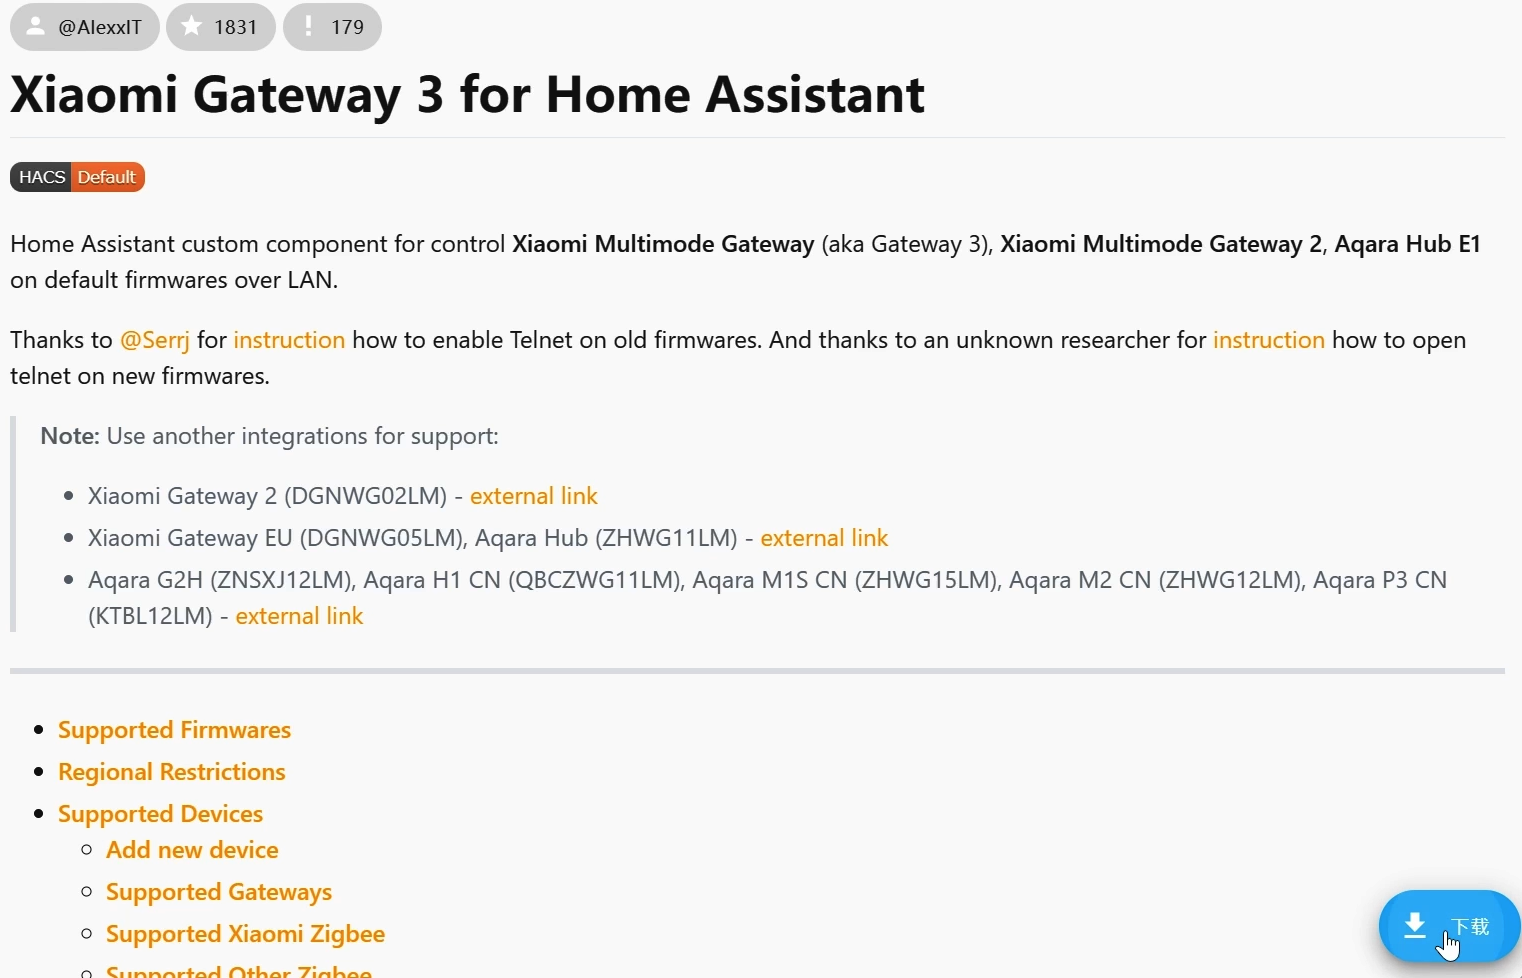 @AlexxIT 1831 179
Xiaomi Gateway 3 for Home Assistant
HACS Default
Home Assistant custom component for control Xiaomi Multimode Gateway (aka Gateway 3), Xiaomi Multimode Gateway 2, Aqara Hub E1
on default firmwares over LAN.
Thanks to @Serrj for instruction how to enable Telnet on old firmwares. And thanks to an unknown researcher for instruction how to open
telnet on new firmwares.
Note: Use another integrations for support:
Xiaomi Gateway 2 (DGNWG02LM) - external link
Xiaomi Gateway EU (DGNWG05LM), Aqara Hub (ZHWG11LM) - external link
Aqara G2H (ZNSXJ12LM), Aqara H1 CN (QBCZWG11LM), Aqara M1S CN (ZHWG15LM), Aqara M2 CN (ZHWG12LM), Aqara P3 CN
(KTBL12LM) - external link
Supported Firmwares
Regional Restrictions
Supported Devices
Add new device
Supported Gateways
Supported Xiaomi Zigbee
Supported Other Zigbee
下载